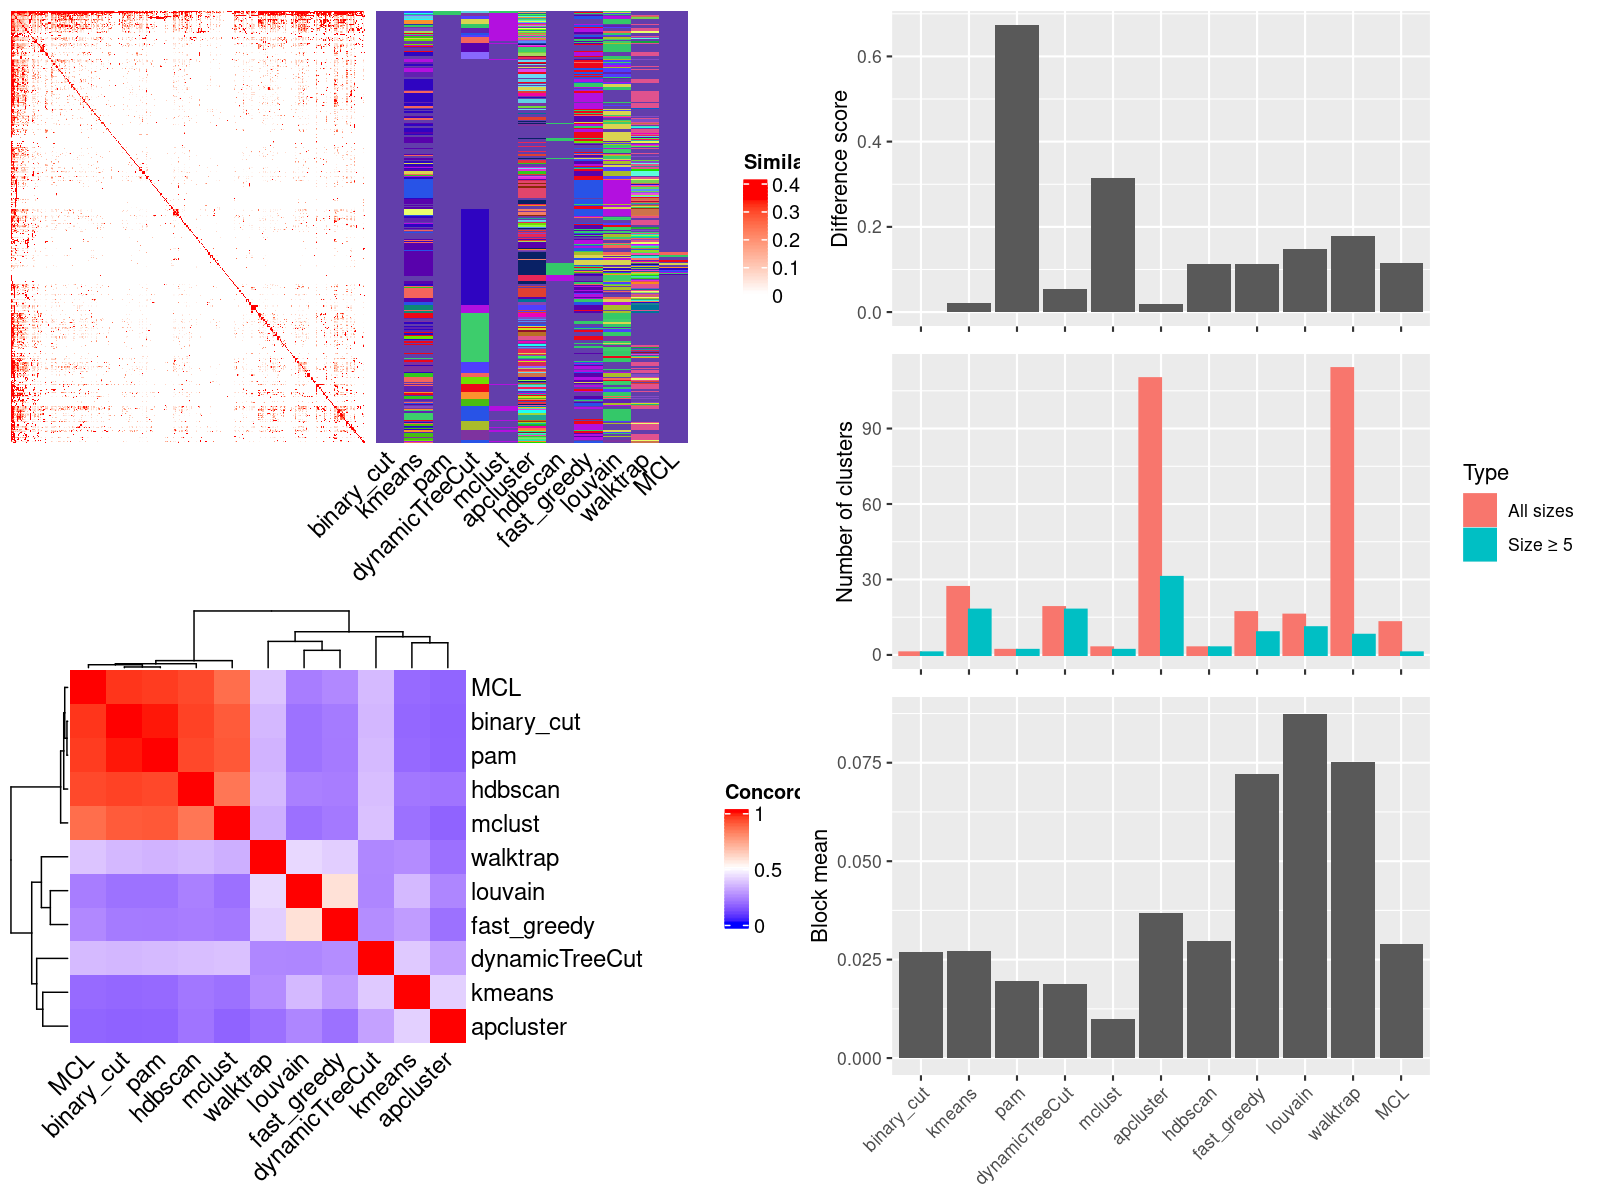 Simila
0.4
0.3
0.2
0.1
0
binary_cut
kmeans
pam
dynamicTreeCut
mclust
apcluster
hdbscan
fast_greedy
louvain
walktrap
MCL
Difference score
0.6
0.4
0.2
0.0
Number of clusters
90
60
30
0
Type
All sizes
Size ≥ 5
MCL
binary_cut
pam
hdbscan
mclust
walktrap
louvain
fast_greedy
dynamicTreeCut
kmeans
apcluster
MCL
binary_cut
pam
hdbscan
mclust
walktrap
louvain
fast_greedy
dynamicTreeCut
kmeans
apcluster
Concord
1
0.5
0
Block mean
0.075
0.050
0.025
0.000
binary_cut
kmeans
pam
dynamicTreeCut
mclust
apcluster
hdbscan
fast_greedy
louvain
walktrap
MCL